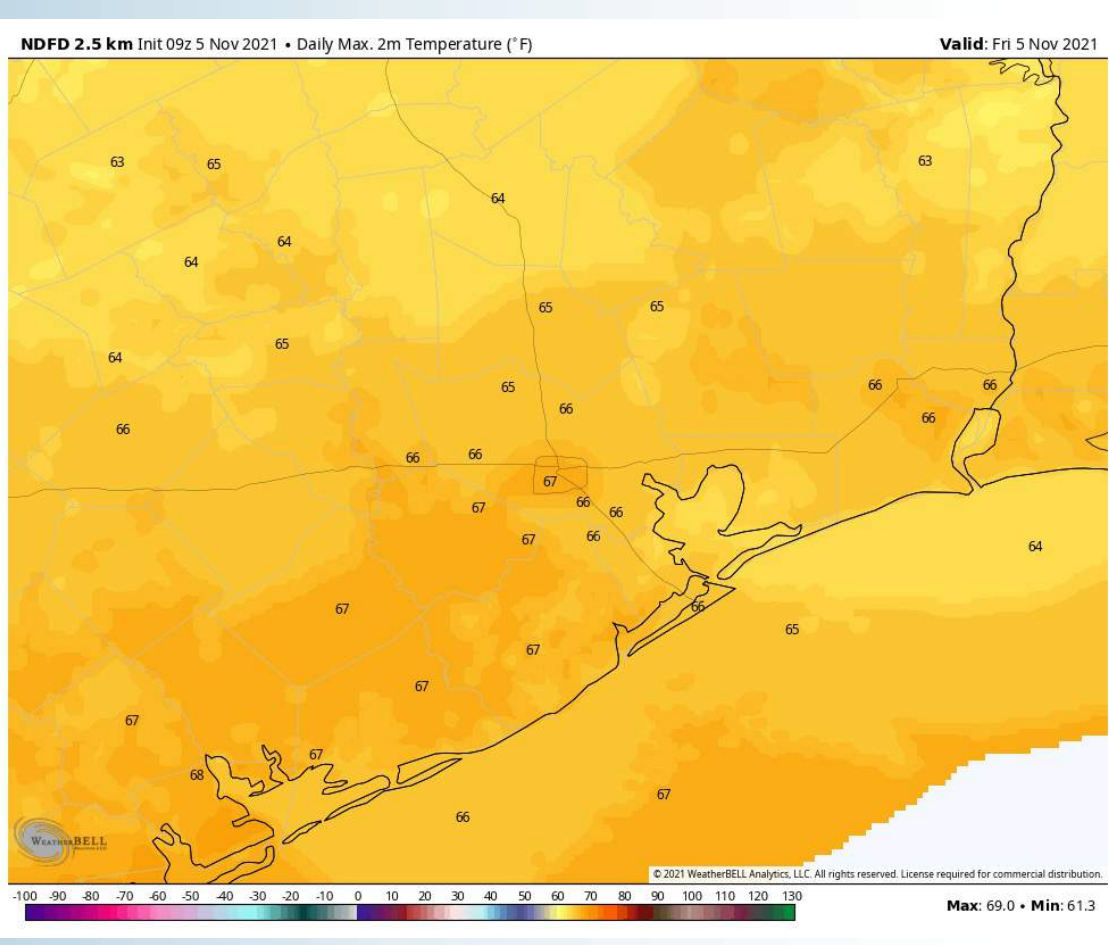 NDFD 2.5 km Init 09z 5 Nov 2021 • Daily Max. 2m Temperature (°F) Valid: Fri 5 Nov 2021
63 65 63
64
64
64
65 65
65
64
65 66 66
66 66
66
66 66
67
67 66 66
67 66
64
67 66
65
67
67
67
67
68
67
66
WeatherBELL
© 2021 WeatherBELL Analytics, LLC. All rights reserved. License required for commercial distribution.
-100 -90 -80 -70 -60 -50 -40 -30 -20 -10 0 10 20 30 40 50 60 70 80 90 100 110 120 130
Max: 69.0 • Min: 61.3